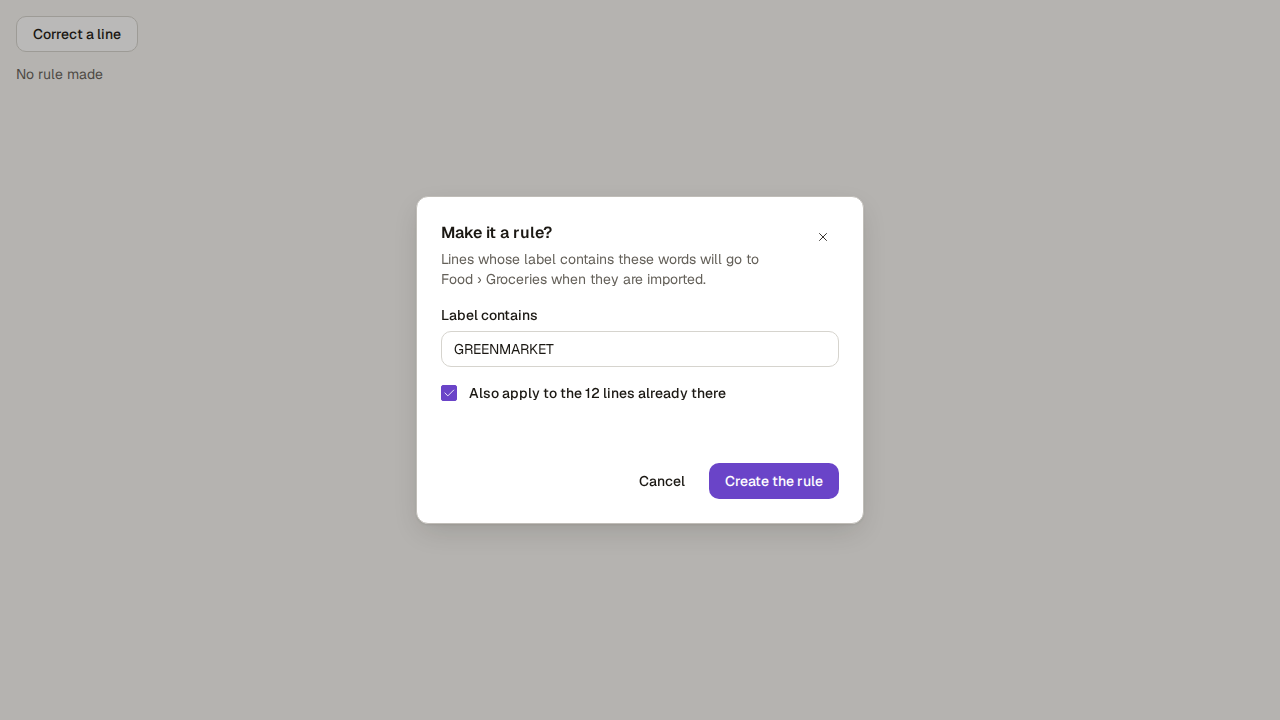 Correct a line
No rule made
Make it a rule?
Lines whose label contains these words will go to
Food › Groceries when they are imported.
Label contains
GREENMARKET
Also apply to the 12 lines already there
Cancel
Create the rule